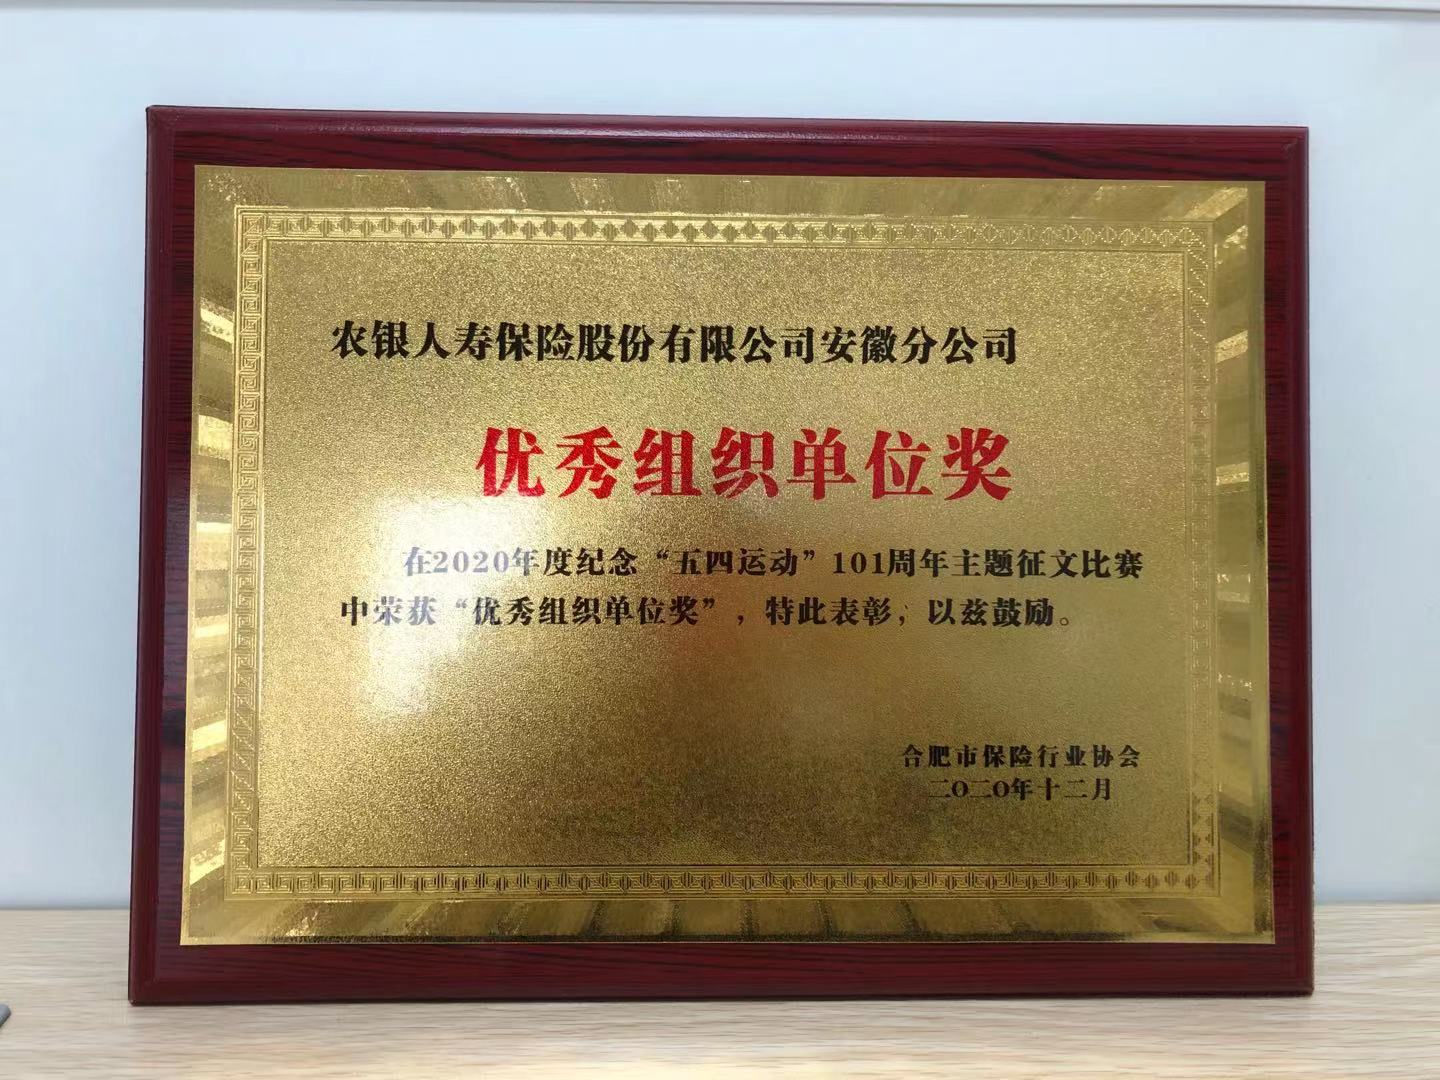 农银人寿保险股份有限公司安徽分公司
优秀组织单位奖
在2020年度纪念“五四运动”101周年主题征文比赛
中荣获“优秀组织单位奖”，特此表彰，以兹鼓励。
合肥市保险行业协会
二〇二〇年十二月